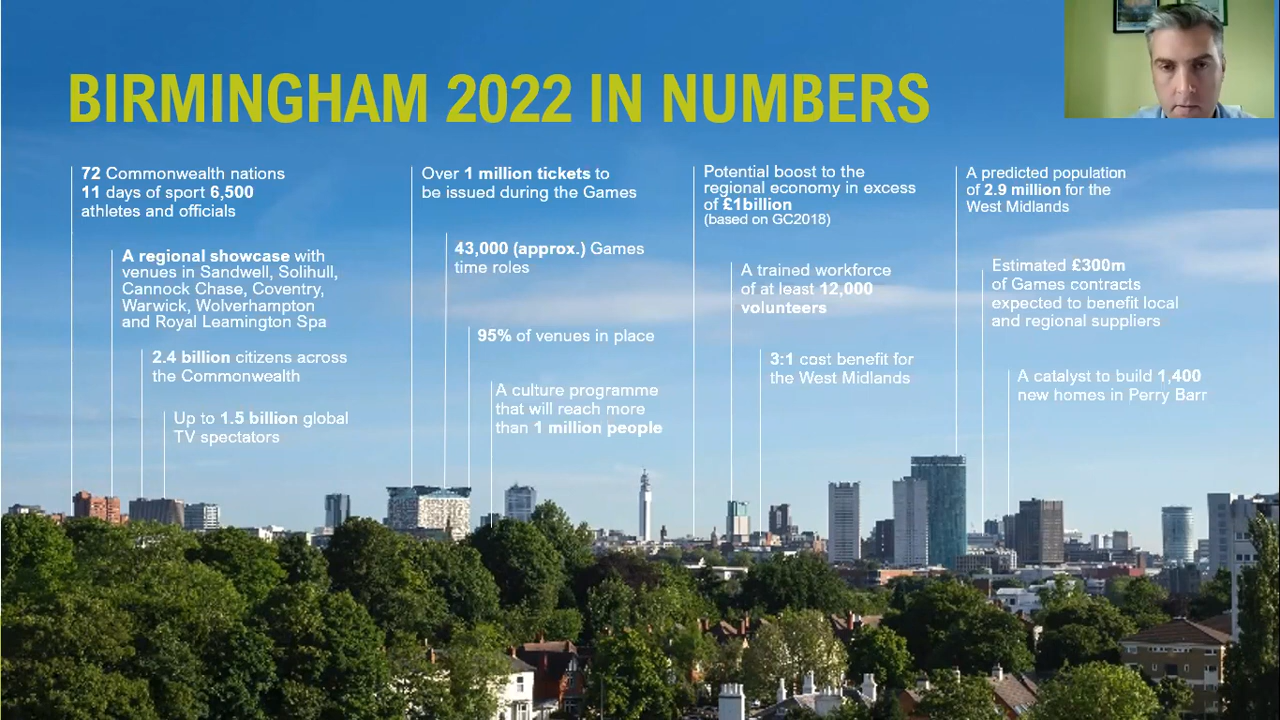 BIRMINGHAM 2022 IN NUMBERS
72 Commonwealth nations
11 days of sport 6,500
athletes and officials
A regional showcase with
venues in Sandwell, Solihull,
Cannock Chase, Coventry,
Warwick, Wolverhampton
and Royal Leamington Spa
2.4 billion citizens across
the Commonwealth
Up to 1.5 billion global
TV spectators
Over 1 million tickets to
be issued during the Games
43,000 (approx.) Games
time roles
95% of venues in place
A culture programme
that will reach more
than 1 million people
Potential boost to the
regional economy in excess
of £1billion
(based on GC2018)
A trained workforce
of at least 12,000
volunteers
3:1 cost benefit for
the West Midlands
A predicted population
of 2.9 million for the
West Midlands
Estimated £300m
of Games contracts
expected to benefit local
and regional suppliers
A catalyst to build 1,400
new homes in Perry Barr